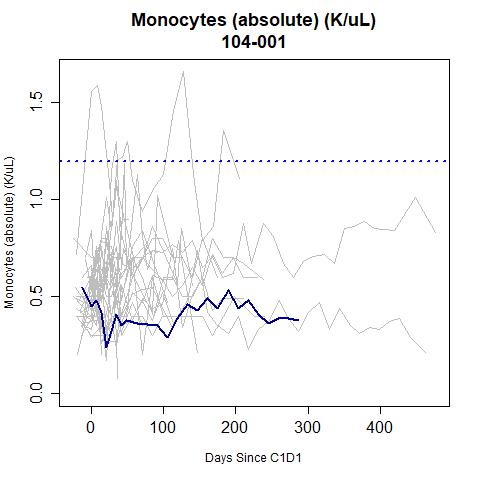 Monocytes (absolute) (K/uL)
104-001
Monocytes (absolute) (K/uL)
1.5
1.0
0.5
0.0
0 100 200 300 400
Days Since C1D1